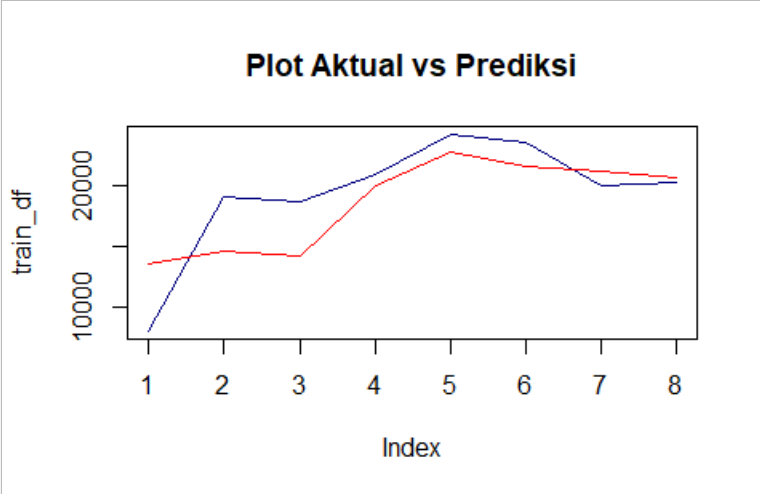 Plot Aktual vs Prediksi
train_df
20000
10000
1 2 3 4 5 6 7 8
Index